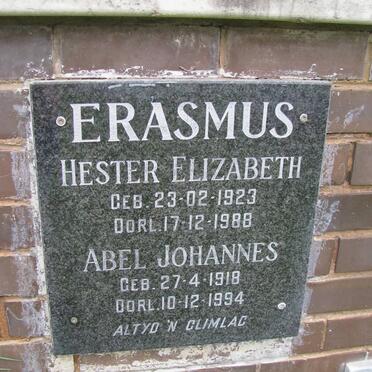 ERASMUS
HESTER ELIZABETH
GEB. 23-02-1923
OORL. 17-12-1988
ABEL JOHANNES
GEB. 27-4-1918
OORL. 10-12-1994
ALTYD 'N GLIMLAG